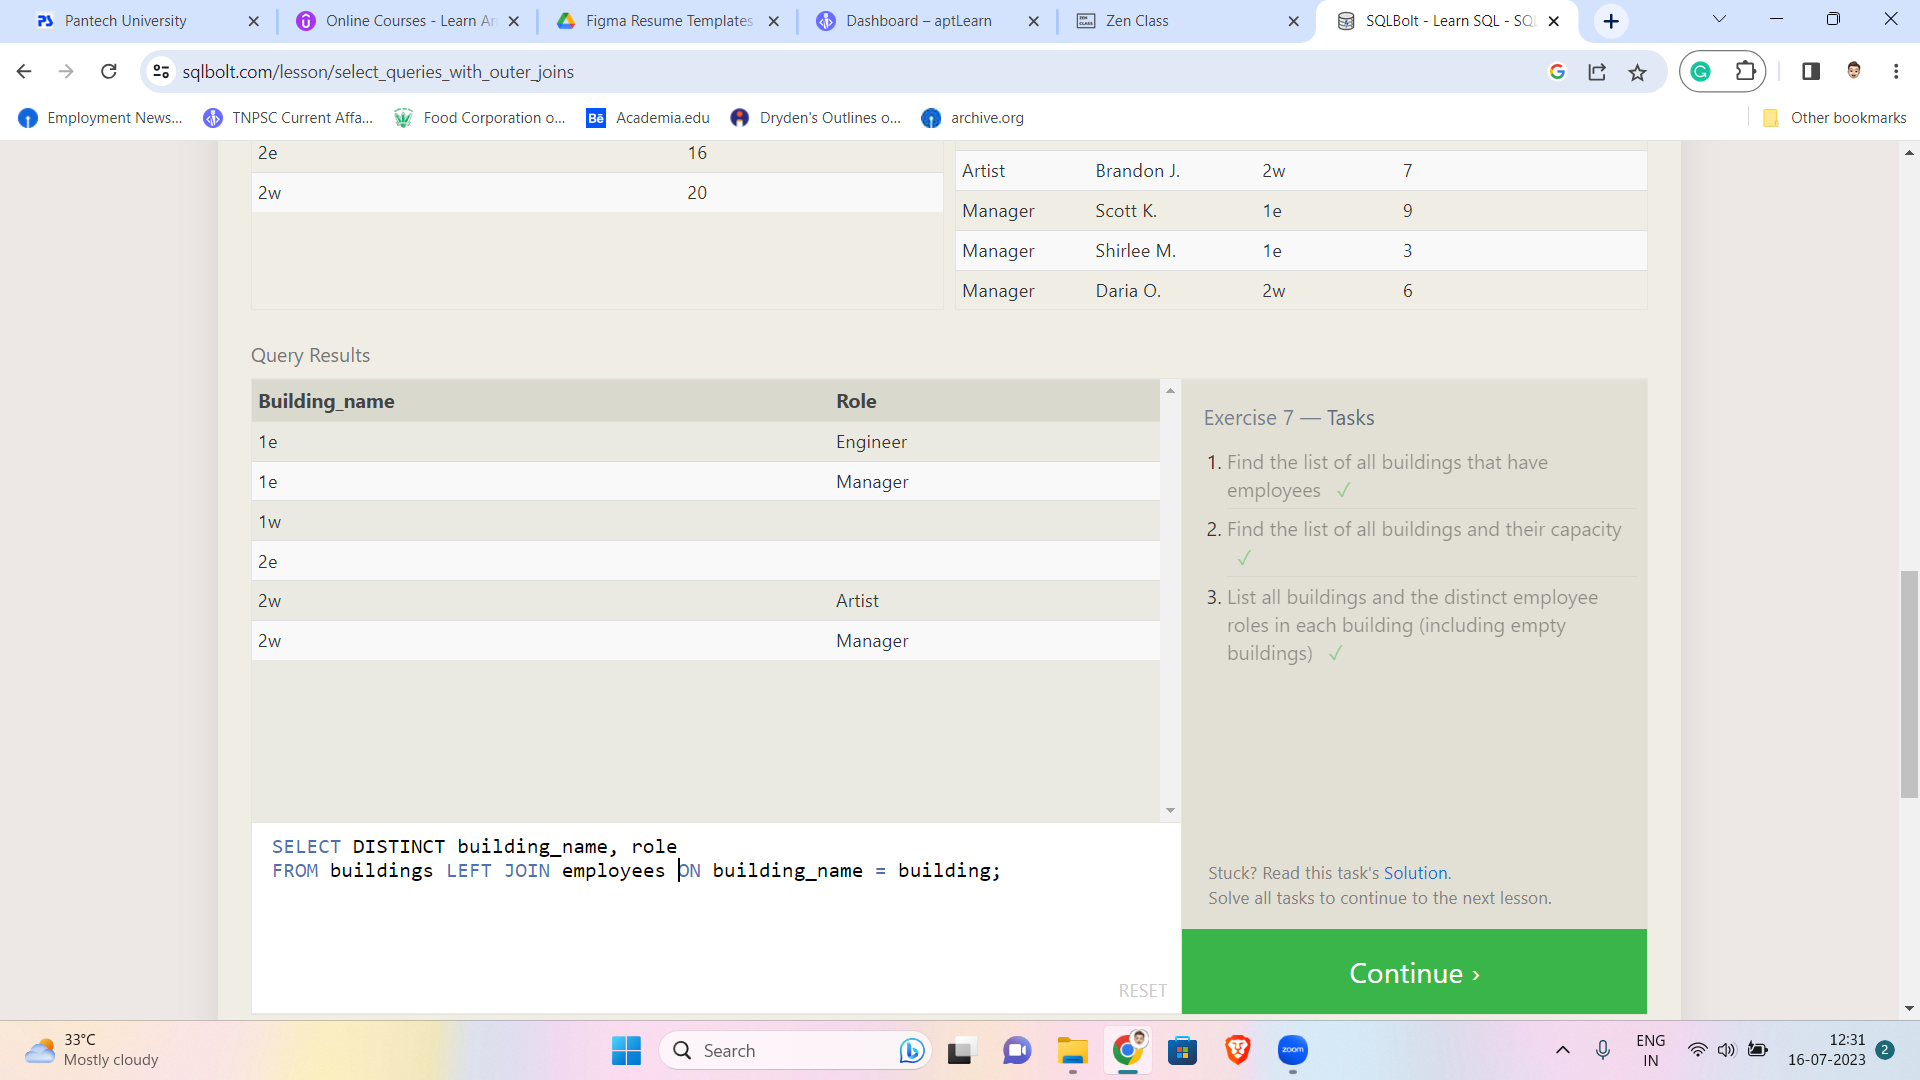 Pantech University
Online Courses - Learn An
Figma Resume Templates
Dashboard – aptLearn
Zen Class
SQLBolt - Learn SQL - SQL
sqlbolt.com/lesson/select_queries_with_outer_joins
Employment News...
TNPSC Current Affa...
Food Corporation o...
Bē Academia.edu
Dryden's Outlines o...
archive.org
Other bookmarks
2e 16
2w 20
Artist Brandon J. 2w 7
Manager Scott K. 1e 9
Manager Shirlee M. 1e 3
Manager Daria O. 2w 6
Query Results
Building_name Role
1e Engineer
1e Manager
1w
2e
2w Artist
2w Manager
Exercise 7 — Tasks
1. Find the list of all buildings that have
employees ✓
2. Find the list of all buildings and their capacity
✓
3. List all buildings and the distinct employee
roles in each building (including empty
buildings) ✓
SELECT DISTINCT building_name, role
FROM buildings LEFT JOIN employees ON building_name = building;
RESET
Stuck? Read this task's Solution.
Solve all tasks to continue to the next lesson.
Continue ›
33°C
Mostly cloudy
Search
zoom
ENG
IN
12:31
16-07-2023
2